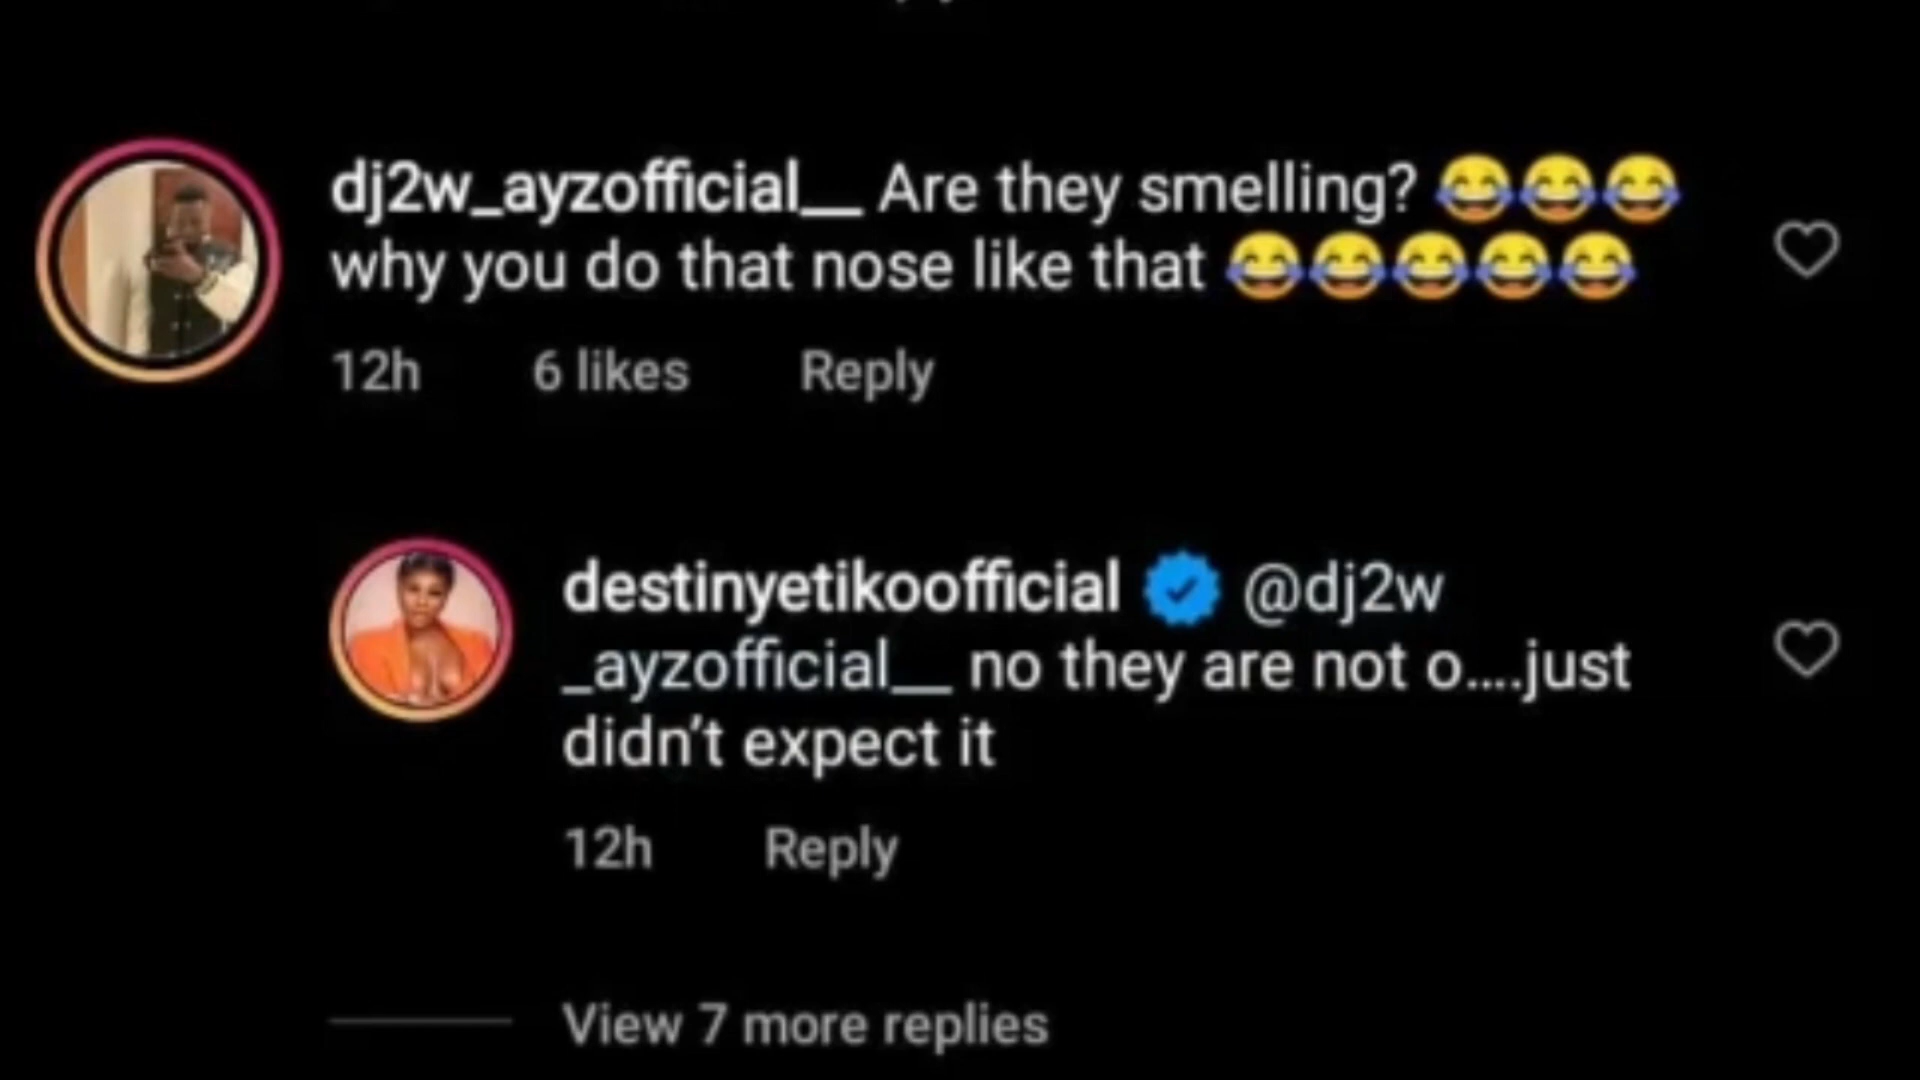 dj2w_ayzofficial__ Are they smelling? 😂😂😂
why you do that nose like that 😂😂😂😂😂
12h 6 likes Reply
destinyetikoofficial @dj2w
_ayzofficial__ no they are not o....just
didn't expect it
12h Reply
View 7 more replies